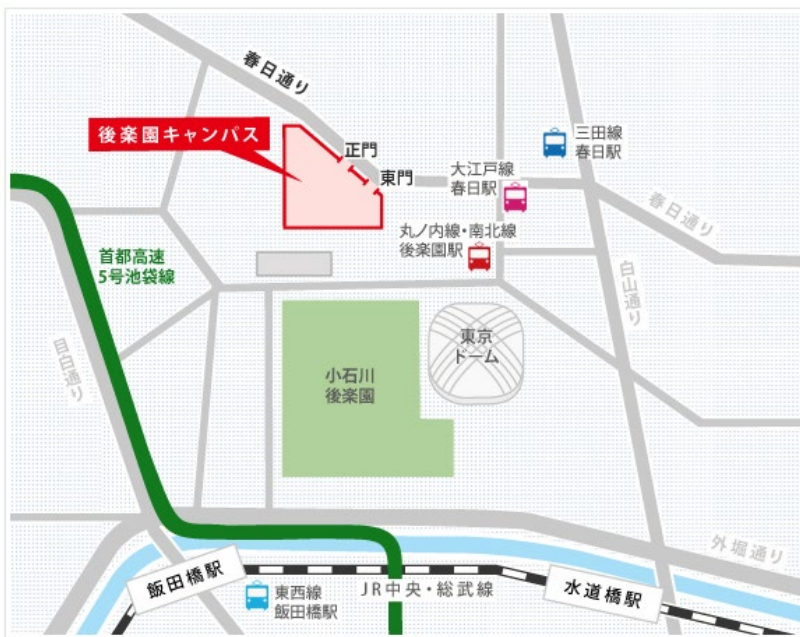 春日通り
後楽園キャンパス
正門
東門
三田線
春日駅
大江戸線
春日駅
春日通り
丸ノ内線・南北線
後楽園駅
首都高速
5号池袋線
白山通り
目白通り
東京
ドーム
小石川
後楽園
外堀通り
飯田橋駅
東西線
飯田橋駅
JR中央・総武線
水道橋駅